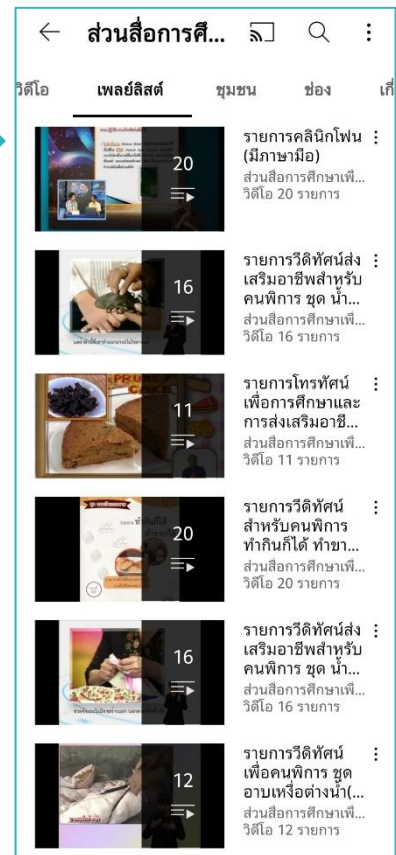 ส่วนสื่อการศึ...
วิดีโอ เพลย์ลิสต์ ชุมชน ช่อง เกี่
20
รายการคลินิกโฟน
(มีภาษามือ)
ส่วนสื่อการศึกษาเพื่...
วิดีโอ 20 รายการ
16
รายการวีดิทัศน์ส่ง
เสริมอาชีพสำหรับ
คนพิการ ชุด น้ำ...
ส่วนสื่อการศึกษาเพื่...
วิดีโอ 16 รายการ
PRUNE
CAKE
11
รายการโทรทัศน์
เพื่อการศึกษาและ
การส่งเสริมอาชี...
ส่วนสื่อการศึกษาเพื่...
วิดีโอ 11 รายการ
ทำกินก็ได้
20
รายการวีดิทัศน์
สำหรับคนพิการ
ทำกินก็ได้ ทำขา...
ส่วนสื่อการศึกษาเพื่...
วิดีโอ 20 รายการ
16
รายการวีดิทัศน์ส่ง
เสริมอาชีพสำหรับ
คนพิการ ชุด น้ำ...
ส่วนสื่อการศึกษาเพื่...
วิดีโอ 16 รายการ
12
รายการวีดิทัศน์
เพื่อคนพิการ ชุด
อาบเหงื่อต่างน้ำ(...
ส่วนสื่อการศึกษาเพื่...
วิดีโอ 12 รายการ